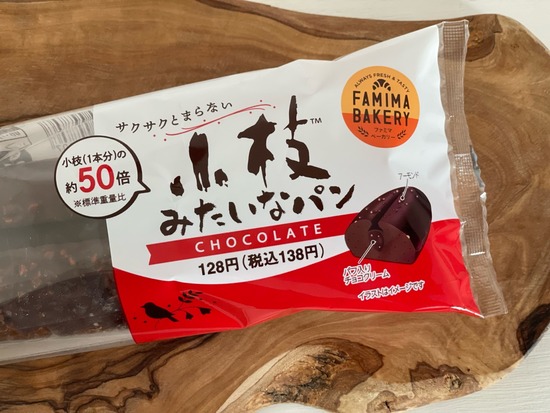 ALWAYS FRESH & TASTY
FAMIMA
BAKERY
ファミマ
ベーカリー
サクサクとまらない
小枝™
みたいなパン
CHOCOLATE
128円(税込138円)
小枝(1本分)の
約50倍
※標準重量比
アーモンド
パフ入り
チョコクリーム
イラストはイメージです